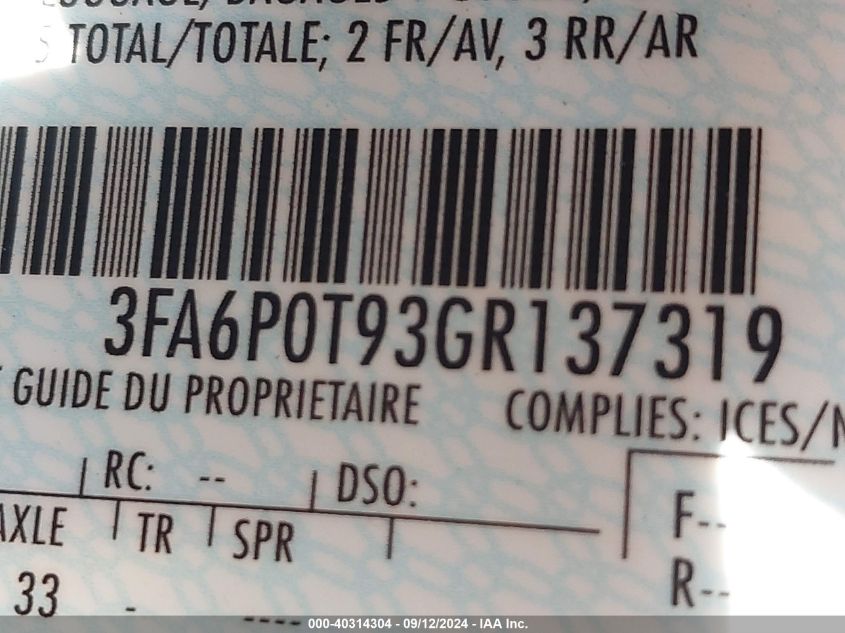 5 TOTAL/TOTALE; 2 FR/AV, 3 RR/AR
3FA6P0T93GR137319
GUIDE DU PROPRIETAIRE COMPLIES: ICES/
RC: -- DSO:
AXLE TR SPR F--
33 - ---- R--
000-40314304 - 09/12/2024 - IAA Inc.